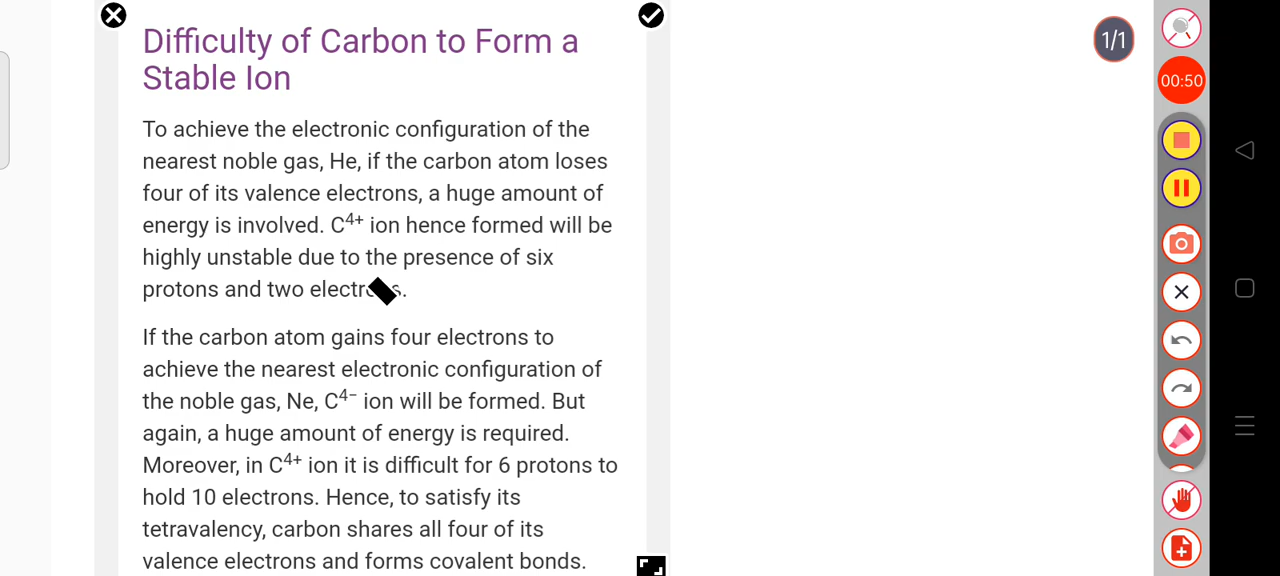 Difficulty of Carbon to Form a
Stable Ion
1/1
00:50
To achieve the electronic configuration of the
nearest noble gas, He, if the carbon atom loses
four of its valence electrons, a huge amount of
energy is involved. C⁴⁺ ion hence formed will be
highly unstable due to the presence of six
protons and two
If the carbon atom gains four electrons to
achieve the nearest electronic configuration of
the noble gas, Ne, C⁴⁻ ion will be formed. But
again, a huge amount of energy is required.
Moreover, in C⁴⁺ ion it is difficult for 6 protons to
hold 10 electrons. Hence, to satisfy its
tetravalency, carbon shares all four of its
valence electrons and forms covalent bonds.